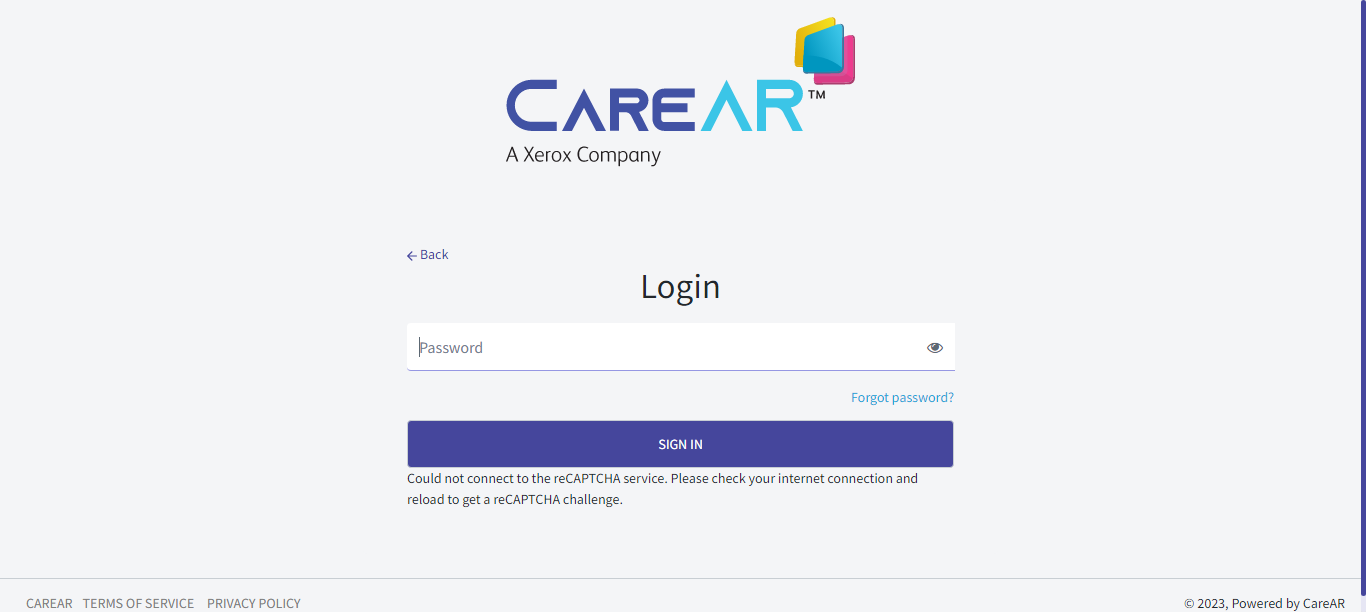 CAREAR™
A Xerox Company
Back
Login
Password
Forgot password?
SIGN IN
Could not connect to the reCAPTCHA service. Please check your internet connection and
reload to get a reCAPTCHA challenge.
CAREAR TERMS OF SERVICE PRIVACY POLICY © 2023, Powered by CareAR